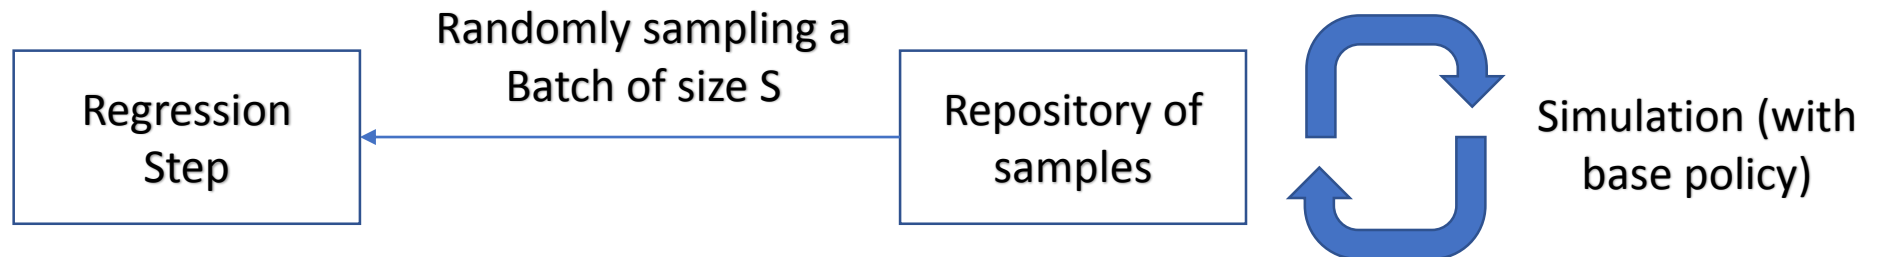 Regression
Step
Randomly sampling a
Batch of size S
Repository of
samples
Simulation (with
base policy)